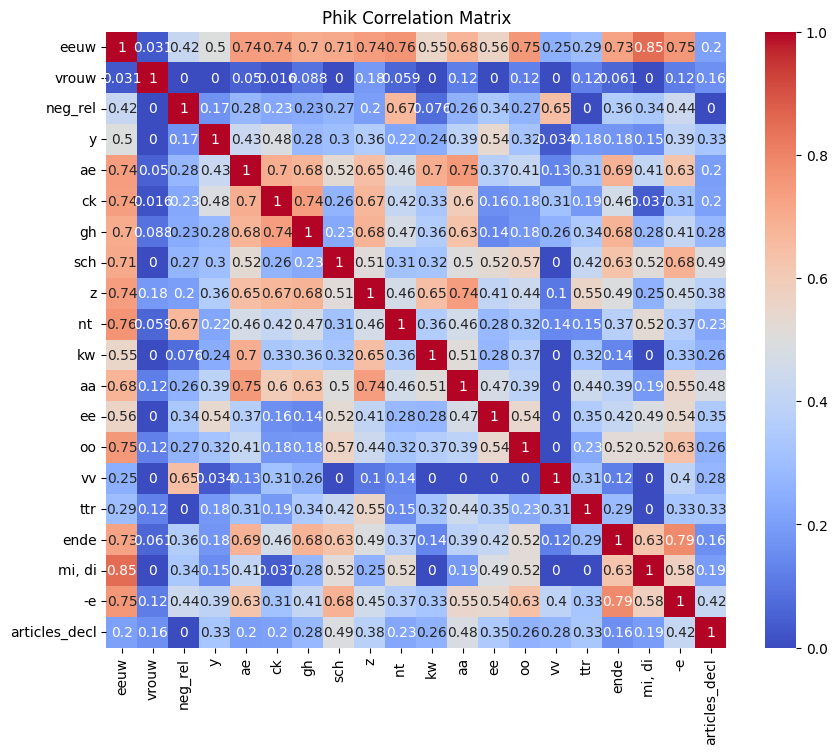 Phik Correlation Matrix
eeuw 1 0.031 0.42 0.5 0.74 0.74 0.7 0.71 0.74 0.76 0.55 0.68 0.56 0.75 0.25 0.29 0.73 0.85 0.75 0.2
vrouw 0.031 1 0 0 0.05 0.016 0.088 0 0.18 0.059 0 0.12 0 0.12 0 0.12 0.061 0 0.12 0.16
neg_rel 0.42 0 1 0.17 0.28 0.23 0.23 0.27 0.2 0.67 0.076 0.26 0.34 0.27 0.65 0 0.36 0.34 0.44 0
y 0.5 0 0.17 1 0.43 0.48 0.28 0.3 0.36 0.22 0.24 0.39 0.54 0.32 0.034 0.18 0.18 0.15 0.39 0.33
ae 0.74 0.05 0.28 0.43 1 0.7 0.68 0.52 0.65 0.46 0.7 0.75 0.37 0.41 0.13 0.31 0.69 0.41 0.63 0.2
ck 0.74 0.016 0.23 0.48 0.7 1 0.74 0.26 0.67 0.42 0.33 0.6 0.16 0.18 0.31 0.19 0.46 0.037 0.31 0.2
gh 0.7 0.088 0.23 0.28 0.68 0.74 1 0.23 0.68 0.47 0.36 0.63 0.14 0.18 0.26 0.34 0.68 0.28 0.41 0.28
sch 0.71 0 0.27 0.3 0.52 0.26 0.23 1 0.51 0.31 0.32 0.5 0.52 0.57 0 0.42 0.63 0.52 0.68 0.49
z 0.74 0.18 0.2 0.36 0.65 0.67 0.68 0.51 1 0.46 0.65 0.74 0.41 0.44 0.1 0.55 0.49 0.25 0.45 0.38
nt 0.76 0.059 0.67 0.22 0.46 0.42 0.47 0.31 0.46 1 0.36 0.46 0.28 0.32 0.14 0.15 0.37 0.52 0.37 0.23
kw 0.55 0 0.076 0.24 0.7 0.33 0.36 0.32 0.65 0.36 1 0.51 0.28 0.37 0 0.32 0.14 0 0.33 0.26
aa 0.68 0.12 0.26 0.39 0.75 0.6 0.63 0.5 0.74 0.46 0.51 1 0.47 0.39 0 0.44 0.39 0.19 0.55 0.48
ee 0.56 0 0.34 0.54 0.37 0.16 0.14 0.52 0.41 0.28 0.28 0.47 1 0.54 0 0.35 0.42 0.49 0.54 0.35
oo 0.75 0.12 0.27 0.32 0.41 0.18 0.18 0.57 0.44 0.32 0.37 0.39 0.54 1 0 0.23 0.52 0.52 0.63 0.26
vv 0.25 0 0.65 0.034 0.13 0.31 0.26 0 0.1 0.14 0 0 0 0 1 0.31 0.12 0 0.4 0.28
ttr 0.29 0.12 0 0.18 0.31 0.19 0.34 0.42 0.55 0.15 0.32 0.44 0.35 0.23 0.31 1 0.29 0 0.33 0.33
ende 0.73 0.061 0.36 0.18 0.69 0.46 0.68 0.63 0.49 0.37 0.14 0.39 0.42 0.52 0.12 0.29 1 0.63 0.79 0.16
mi, di 0.85 0 0.34 0.15 0.41 0.037 0.28 0.52 0.25 0.52 0 0.19 0.49 0.52 0 0 0.63 1 0.58 0.19
-e 0.75 0.12 0.44 0.39 0.63 0.31 0.41 0.68 0.45 0.37 0.33 0.55 0.54 0.63 0.4 0.33 0.79 0.58 1 0.42
articles_decl 0.2 0.16 0 0.33 0.2 0.2 0.28 0.49 0.38 0.23 0.26 0.48 0.35 0.26 0.28 0.33 0.16 0.19 0.42 1
eeuw vrouw neg_rel y ae ck gh sch z nt kw aa ee oo vv ttr ende mi, di -e articles_decl
1.0
0.8
0.6
0.4
0.2
0.0